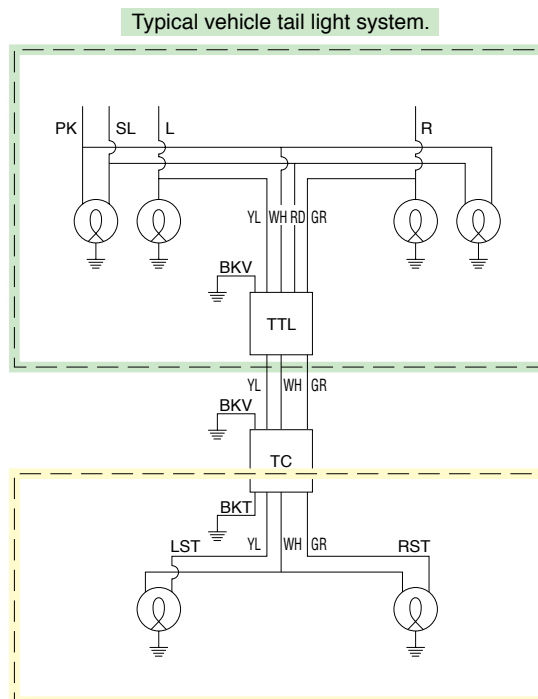 Typical vehicle tail light system.
PK SL L R
YL WH RD GR
BKV
TTL
YL WH GR
BKV
TC
BKT
LST YL WH GR RST